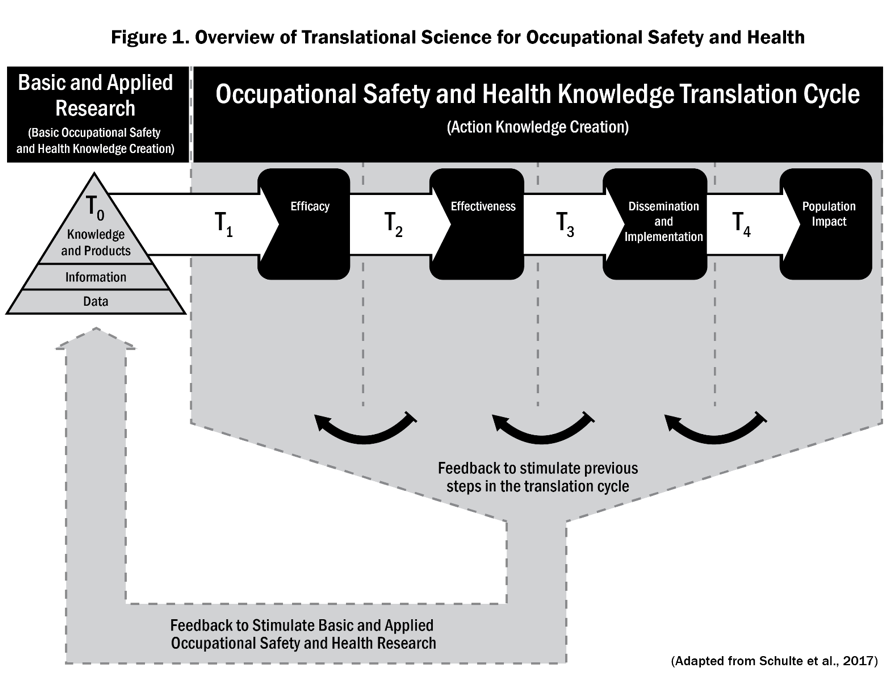 Figure 1. Overview of Translational Science for Occupational Safety and Health
Basic and Applied
Research
(Basic Occupational Safety
and Health Knowledge Creation)
Occupational Safety and Health Knowledge Translation Cycle
(Action Knowledge Creation)
T0
Knowledge
and Products
Information
Data
T1
Efficacy
T2
Effectiveness
T3
Dissemination
and
Implementation
T4
Population
Impact
Feedback to stimulate previous
steps in the translation cycle
Feedback to Stimulate Basic and Applied
Occupational Safety and Health Research
(Adapted from Schulte et al., 2017)